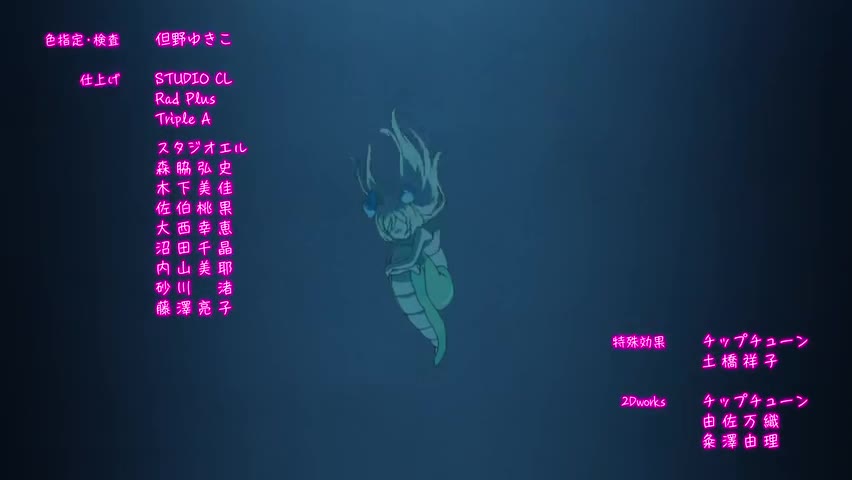 色指定・検査 但野ゆきこ
仕上げ STUDIO CL
Rad Plus
Triple A
スタジオエル
森脇弘史
木下美佳
佐伯桃果
大西幸恵
沼田千晶
内山美耶
砂川 渚
藤澤亮子
特殊効果 チップチューン
土橋祥子
2Dworks チップチューン
由佐万織
粂澤由理